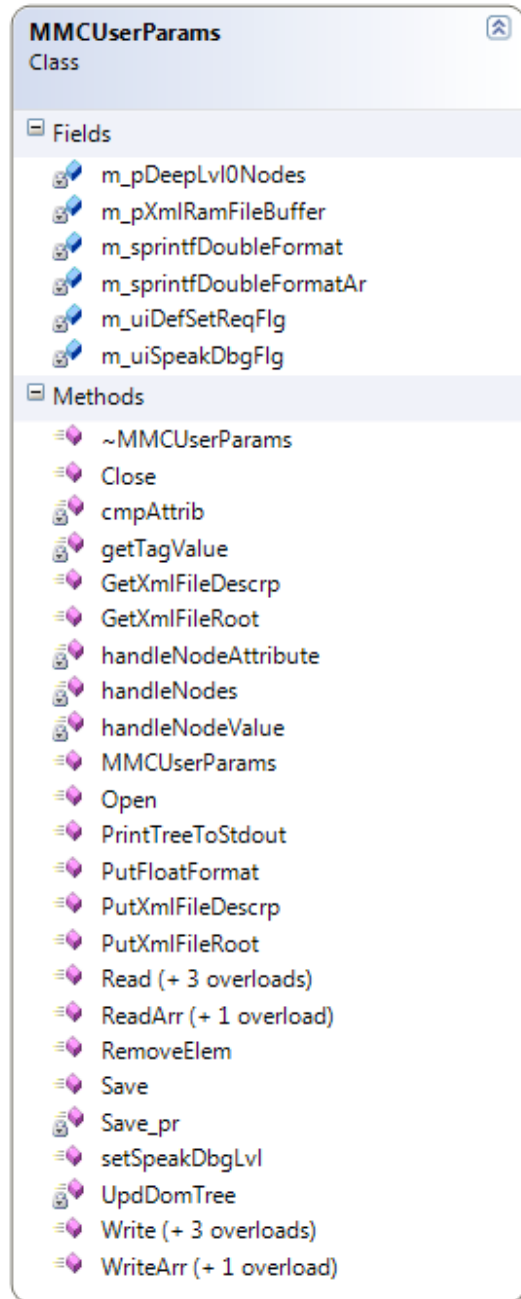 MMCUserParams
Class
Fields
m_pDeepLvl0Nodes
m_pXmlRamFileBuffer
m_sprintfDoubleFormat
m_sprintfDoubleFormatAr
m_uiDefSetReqFlg
m_uiSpeakDbgFlg
Methods
~MMCUserParams
Close
cmpAttrib
getTagValue
GetXmlFileDescrp
GetXmlFileRoot
handleNodeAttribute
handleNodes
handleNodeValue
MMCUserParams
Open
PrintTreeToStdout
PutFloatFormat
PutXmlFileDescrp
PutXmlFileRoot
Read (+ 3 overloads)
ReadArr (+ 1 overload)
RemoveElem
Save
Save_pr
setSpeakDbgLvl
UpdDomTree
Write (+ 3 overloads)
WriteArr (+ 1 overload)